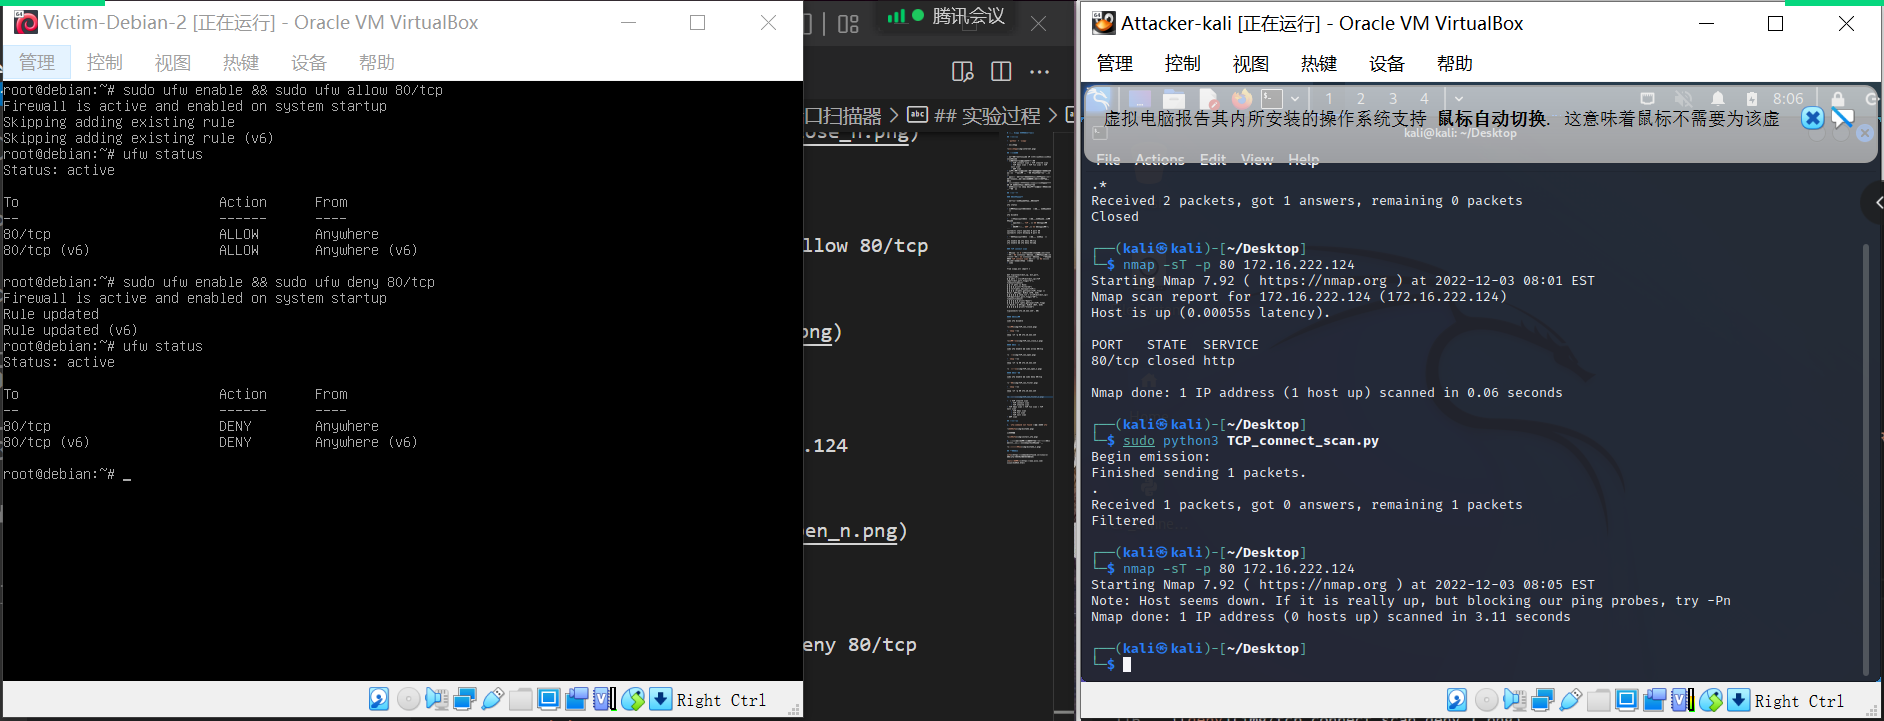 Victim-Debian-2 [正在运行] - Oracle VM VirtualBox
管理 控制 视图 热键 设备 帮助
root@debian:~# sudo ufw enable && sudo ufw allow 80/tcp
Firewall is active and enabled on system startup
Skipping adding existing rule
Skipping adding existing rule (v6)
root@debian:~# ufw status
Status: active
To Action From
-- ------ ----
80/tcp ALLOW Anywhere
80/tcp (v6) ALLOW Anywhere (v6)
root@debian:~# sudo ufw enable && sudo ufw deny 80/tcp
Firewall is active and enabled on system startup
Rule updated
Rule updated (v6)
root@debian:~# ufw status
Status: active
To Action From
-- ------ ----
80/tcp DENY Anywhere
80/tcp (v6) DENY Anywhere (v6)
root@debian:~# _
Right Ctrl
腾讯会议
口扫描器 > ## 实验过程 >
ose_n.png)
llow 80/tcp
png)
.124
en_n.png)
eny 80/tcp
Attacker-kali [正在运行] - Oracle VM VirtualBox
管理 控制 视图 热键 设备 帮助
1 2 3 4 8:06
虚拟电脑报告其内所安装的操作系统支持 鼠标自动切换. 这意味着鼠标不需要为该虚
kali@kali: ~/Desktop
File Actions Edit View Help
.*
Received 2 packets, got 1 answers, remaining 0 packets
Closed
┌──(kali㉿kali)-[~/Desktop]
└─$ nmap -sT -p 80 172.16.222.124
Starting Nmap 7.92 ( https://nmap.org ) at 2022-12-03 08:01 EST
Nmap scan report for 172.16.222.124 (172.16.222.124)
Host is up (0.00055s latency).
PORT STATE SERVICE
80/tcp closed http
Nmap done: 1 IP address (1 host up) scanned in 0.06 seconds
┌──(kali㉿kali)-[~/Desktop]
└─$ sudo python3 TCP_connect_scan.py
Begin emission:
Finished sending 1 packets.
.
Received 1 packets, got 0 answers, remaining 1 packets
Filtered
┌──(kali㉿kali)-[~/Desktop]
└─$ nmap -sT -p 80 172.16.222.124
Starting Nmap 7.92 ( https://nmap.org ) at 2022-12-03 08:05 EST
Note: Host seems down. If it is really up, but blocking our ping probes, try -Pn
Nmap done: 1 IP address (0 hosts up) scanned in 3.11 seconds
┌──(kali㉿kali)-[~/Desktop]
└─$
Right Ctrl